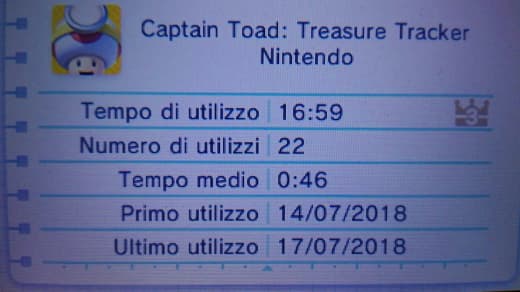 Captain Toad: Treasure Tracker
Nintendo
Tempo di utilizzo 16:59
3
Numero di utilizzi 22
Tempo medio 0:46
Primo utilizzo 14/07/2018
Ultimo utilizzo 17/07/2018